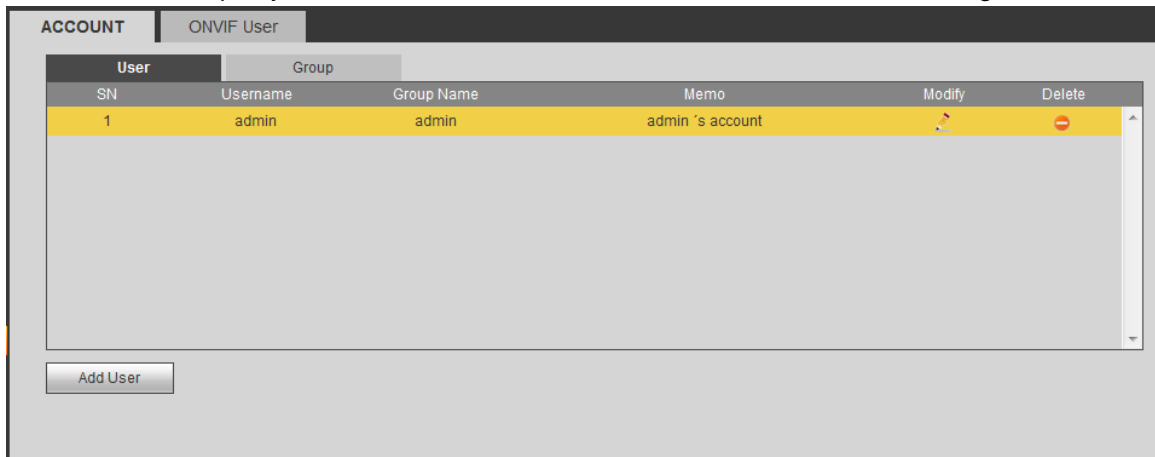 ACCOUNT ONVIF User
User Group
SN Username Group Name Memo Modify Delete
1 admin admin admin ´s account
Add User